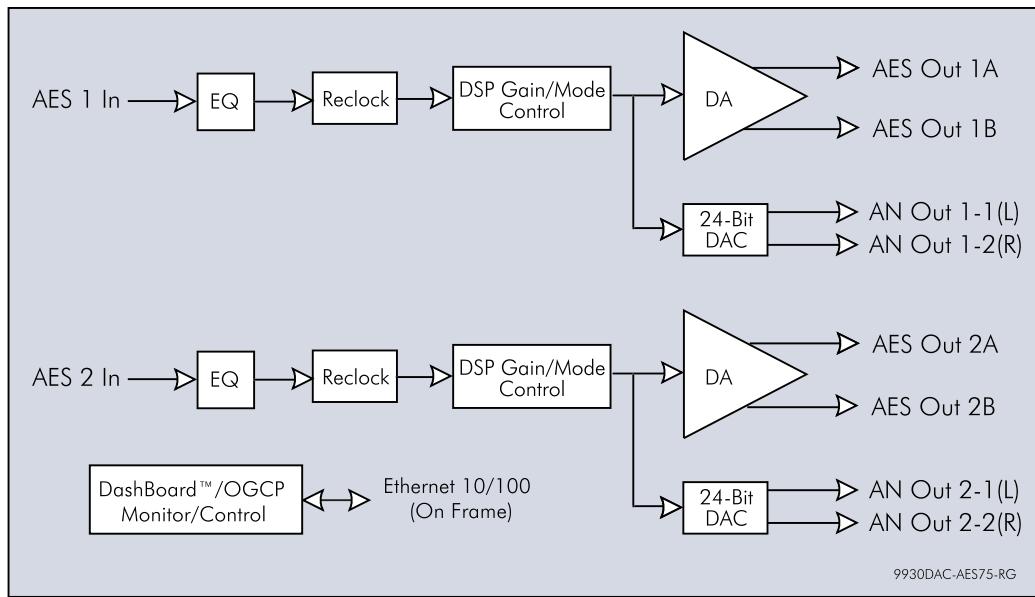 AES 1 In
EQ
Reclock
DSP Gain/Mode
Control
DA
AES Out 1A
AES Out 1B
24-Bit
DAC
AN Out 1-1(L)
AN Out 1-2(R)
AES 2 In
EQ
Reclock
DSP Gain/Mode
Control
DA
AES Out 2A
AES Out 2B
24-Bit
DAC
AN Out 2-1(L)
AN Out 2-2(R)
DashBoard™/OGCP
Monitor/Control
Ethernet 10/100
(On Frame)
9930DAC-AES75-RG